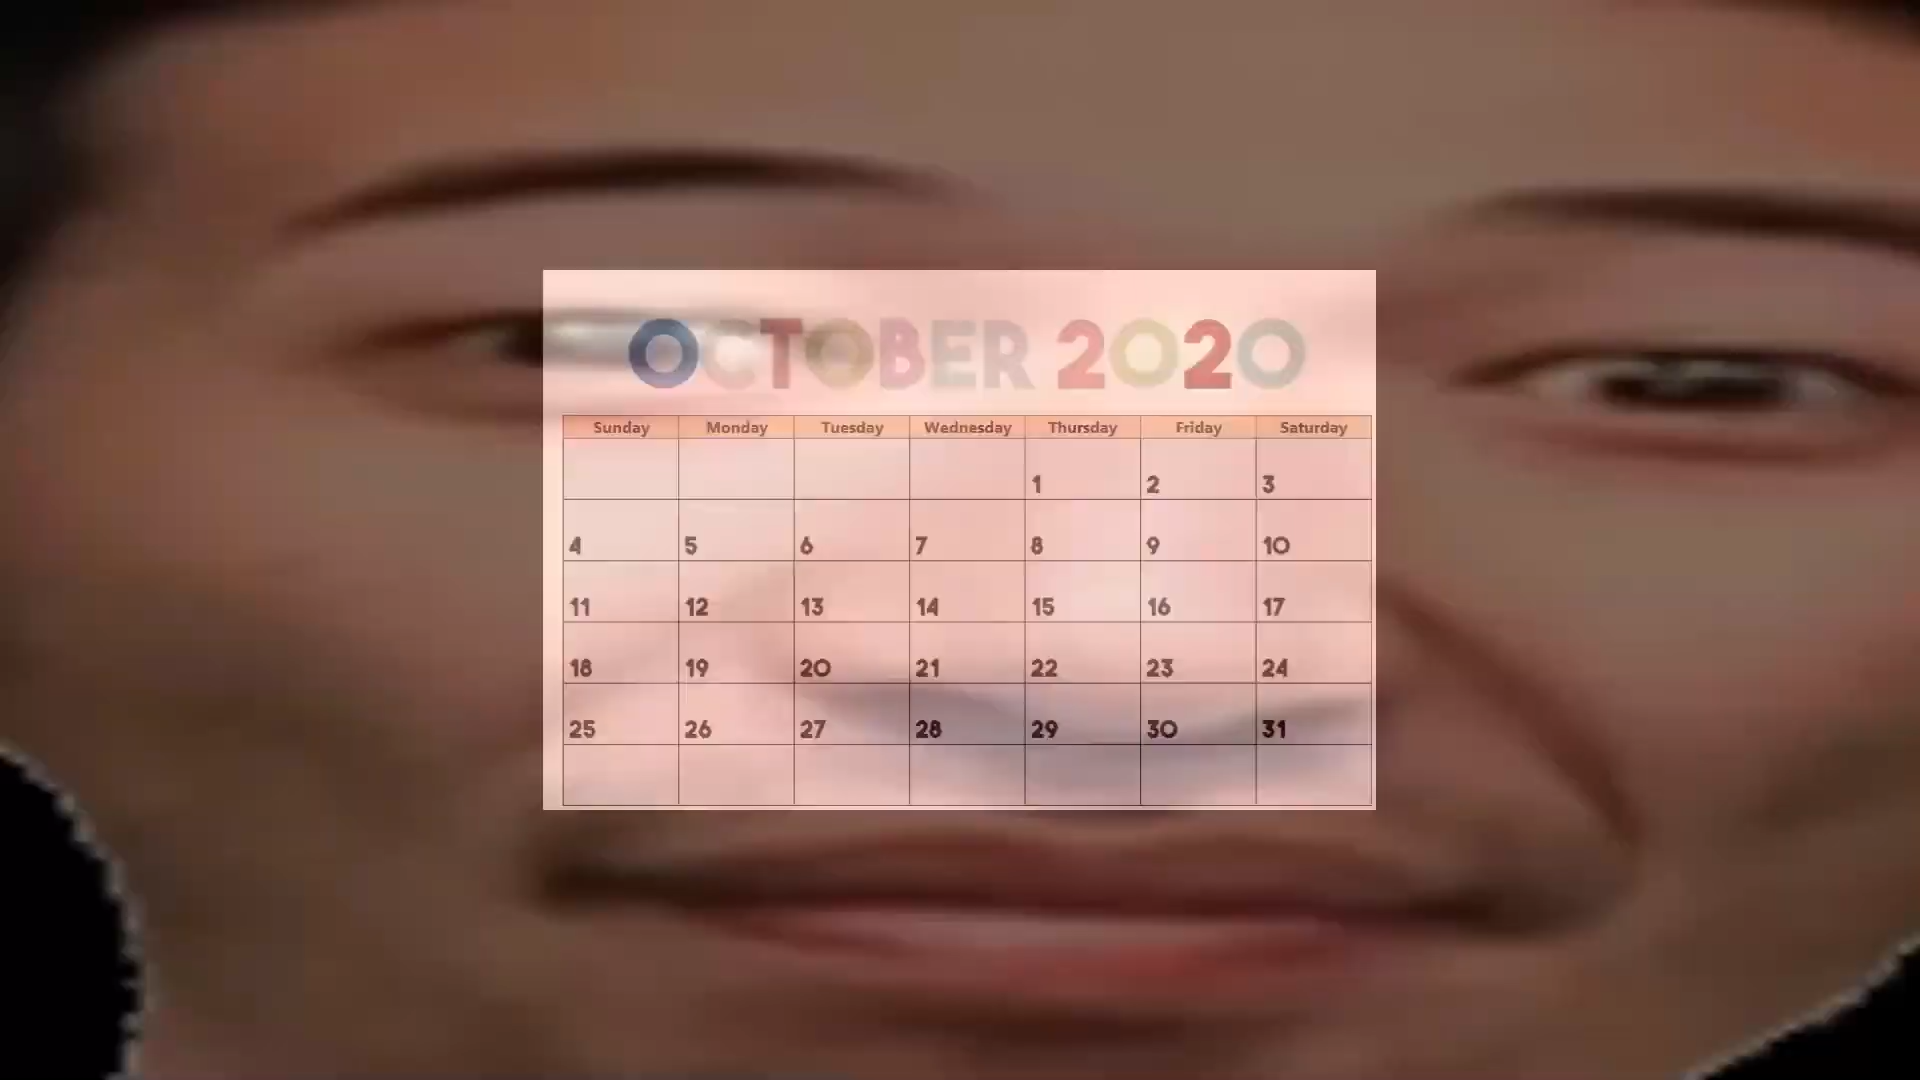 OCTOBER 2020
Sunday Monday Tuesday Wednesday Thursday Friday Saturday
1 2 3
4 5 6 7 8 9 10
11 12 13 14 15 16 17
18 19 20 21 22 23 24
25 26 27 28 29 30 31